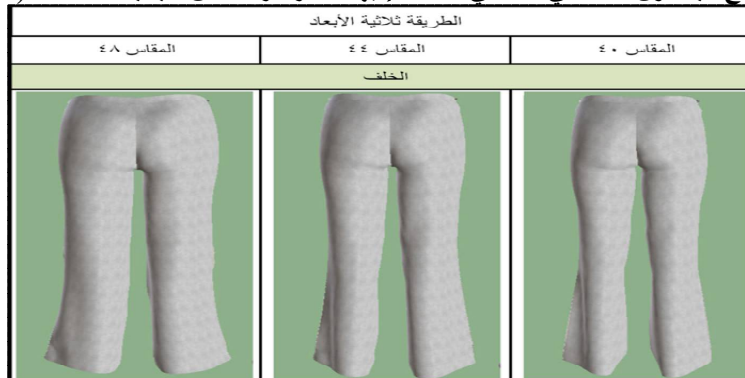 الطريقة ثلاثية الأبعاد
المقاس ٤٠ المقاس ٤٤ المقاس ٤٨
الخلف